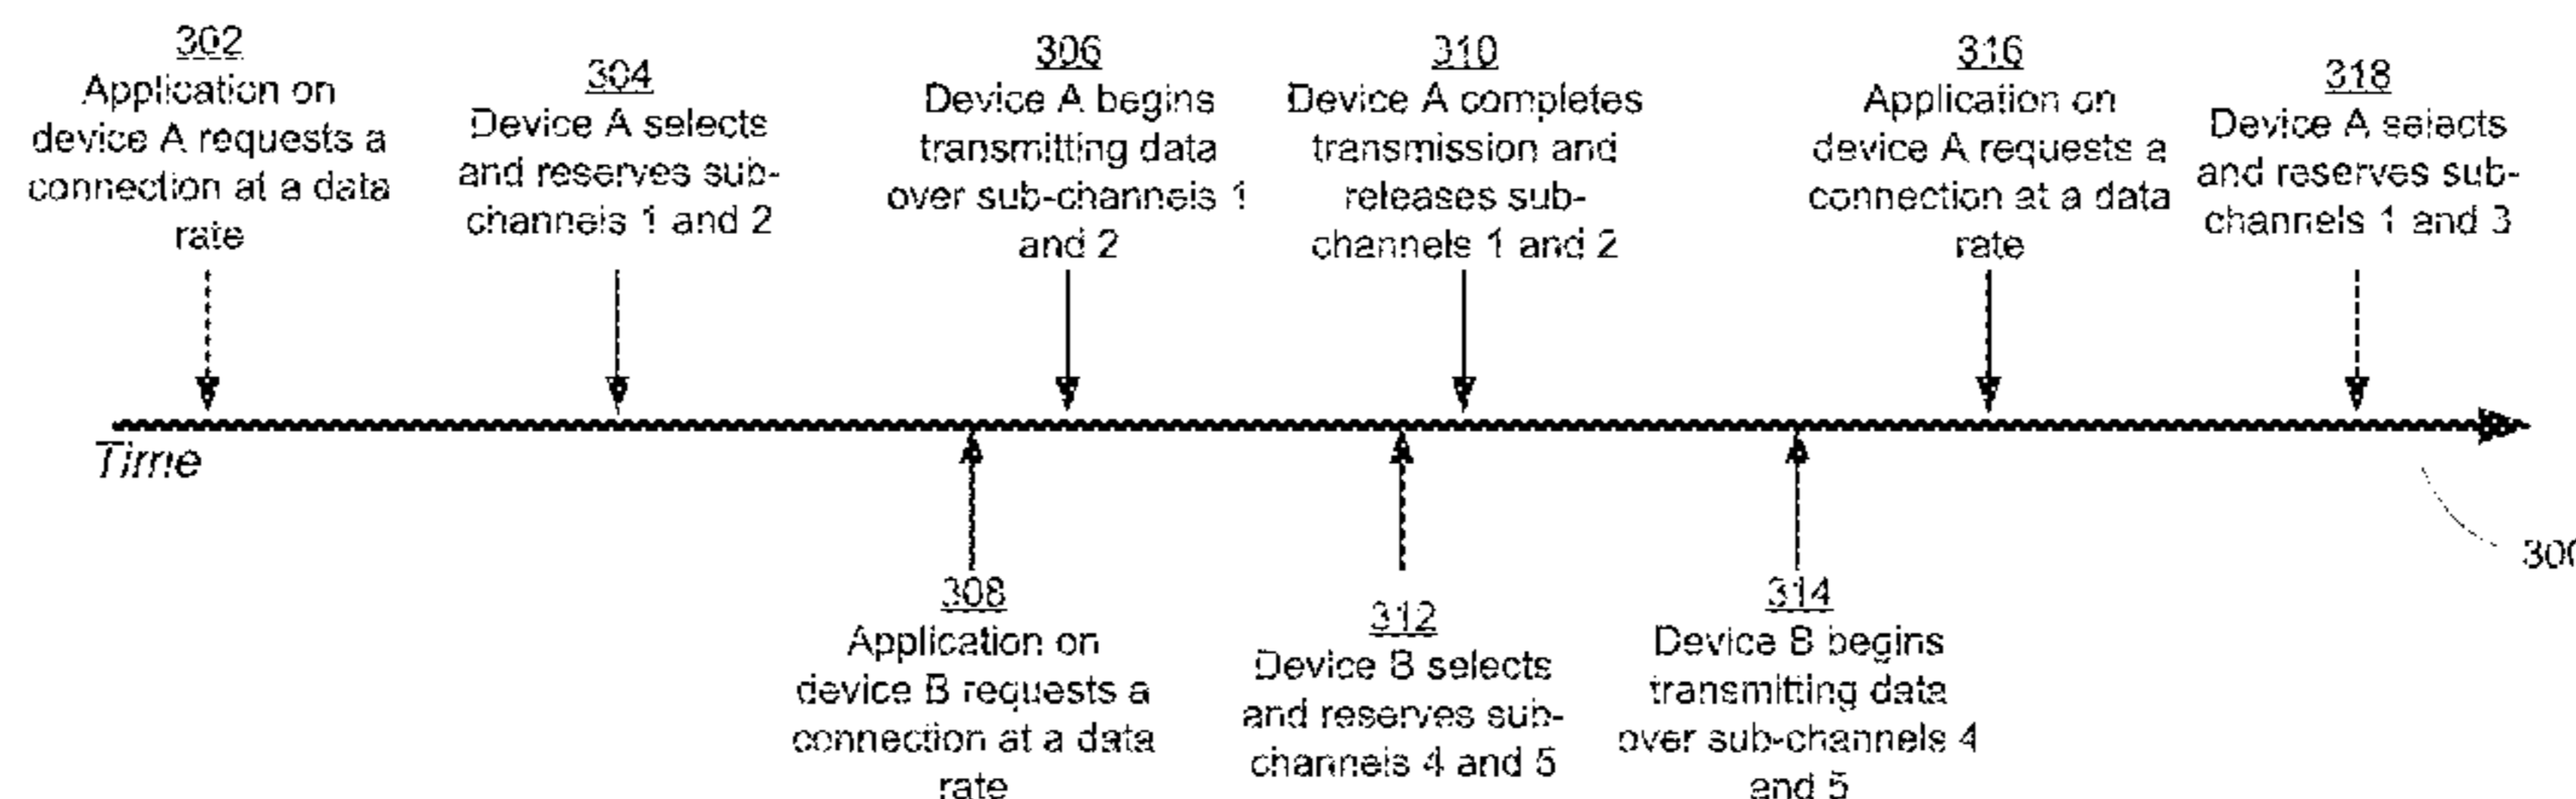 302
Application on
device A requests a
connection at a data
rate
304
Device A selects
and reserves sub-
channels 1 and 2
306
Device A begins
transmitting data
over sub-channels 1
and 2
310
Device A completes
transmission and
releases sub-
channels 1 and 2
316
Application on
device A requests a
connection at a data
rate
318
Device A selects
and reserves sub-
channels 1 and 3
Time
300
308
Application on
device B requests a
connection at a data
rate
312
Device B selects
and reserves sub-
channels 4 and 5
314
Device B begins
transmitting data
over sub-channels 4
and 5